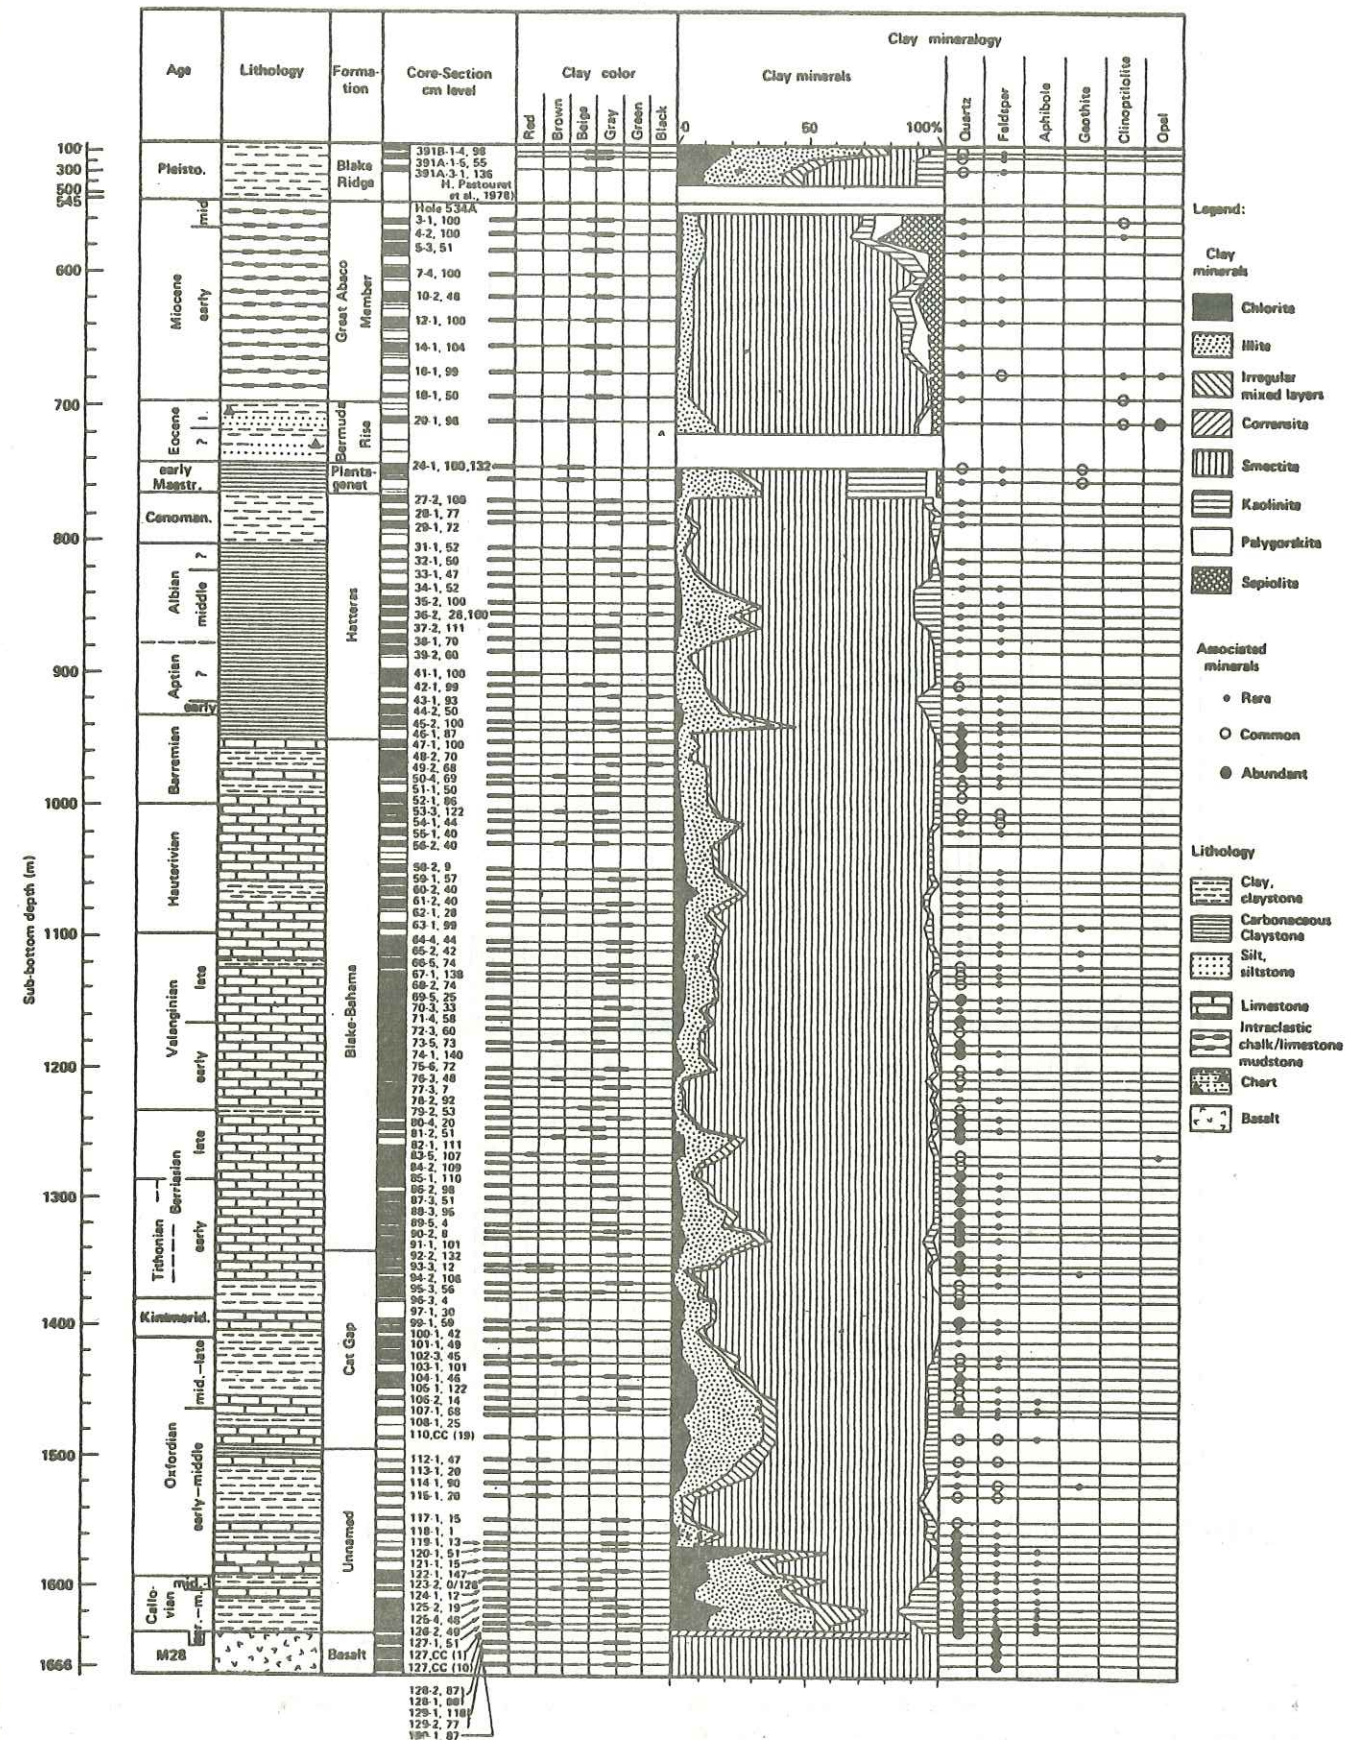 Age
Lithology
Forma-
tion
Core-Section
cm level
Clay color
Red
Brown
Beige
Gray
Green
Black
Clay mineralogy
Clay minerals
0
50
100%
Quartz
Feldspar
Aphibole
Geothite
Clinoptilolite
Opal
Sub-bottom depth (m)
100
300
500
545
600
700
800
900
1000
1100
1200
1300
1400
1500
1600
1666
Pleisto.
Miocene
mid
early
Eocene
l.
?
early
Maestr.
Cenoman.
Albian
?
middle
Aptian
?
early
Barremian
Hauterivian
Valanginian
late
early
Berriasian
late
early
Tithonian
Kimmerid.
Oxfordian
mid.–late
early–middle
Callo-
vian
M28
Blake
Ridge
Great Abaco
Member
Bermuda
Rise
Planta-
genet
Hatteras
Blake-Bahama
Cat Gap
Unnamed
Basalt
391B-1-4, 98
391A-1-5, 55
391A-3-1, 136
H. Pastouret
et al., 1978)
Hole 534A
3-1, 100
4-2, 100
5-3, 51
7-4, 100
10-2, 46
12-1, 100
14-1, 104
16-1, 99
18-1, 50
20-1, 98
24-1, 100,132
27-2, 100
28-1, 77
29-1, 72
31-1, 52
32-1, 50
33-1, 47
34-1, 52
35-2, 100
36-2, 26,100
37-2, 111
38-1, 70
39-2, 60
41-1, 100
42-1, 99
43-1, 93
44-2, 50
45-2, 100
46-1, 87
47-1, 100
48-2, 70
49-2, 68
50-4, 69
51-1, 50
52-1, 86
53-3, 122
54-1, 44
55-1, 40
56-2, 40
58-2, 9
59-1, 57
60-2, 40
61-2, 40
62-1, 28
63-1, 99
64-4, 44
65-2, 42
66-5, 74
67-1, 138
68-2, 74
69-5, 25
70-3, 33
71-4, 58
72-3, 60
73-5, 73
74-1, 140
75-6, 72
76-3, 48
77-3, 7
78-2, 92
79-2, 53
80-4, 20
81-2, 51
82-1, 111
83-5, 107
84-2, 109
85-1, 110
86-2, 98
87-3, 51
88-3, 95
89-5, 4
90-2, 8
91-1, 101
92-2, 132
93-3, 12
94-2, 106
95-3, 56
96-3, 4
97-1, 30
99-1, 59
100-1, 42
101-1, 49
102-3, 45
103-1, 101
104-1, 46
105-1, 122
106-2, 14
107-1, 68
108-1, 25
110,CC (19)
112-1, 47
113-1, 20
114-1, 90
115-1, 20
117-1, 15
118-1, 1
119-1, 13
120-1, 51
121-1, 15
122-1, 147
123-2, 0/126
124-1, 12
125-2, 19
125-4, 46
126-2, 40
127-1, 51
127,CC (1)
127,CC (10)
128-2, 87
128-1, 88
129-1, 118
129-2, 77
130-1, 87
Legend:
Clay
minerals
Chlorite
Illite
Irregular
mixed layers
Corrensite
Smectite
Kaolinite
Palygorskite
Sepiolite
Associated
minerals
Rare
Common
Abundant
Lithology
Clay,
claystone
Carbonaceous
Claystone
Silt,
siltstone
Limestone
Intraclastic
chalk/limestone
mudstone
Chert
Basalt